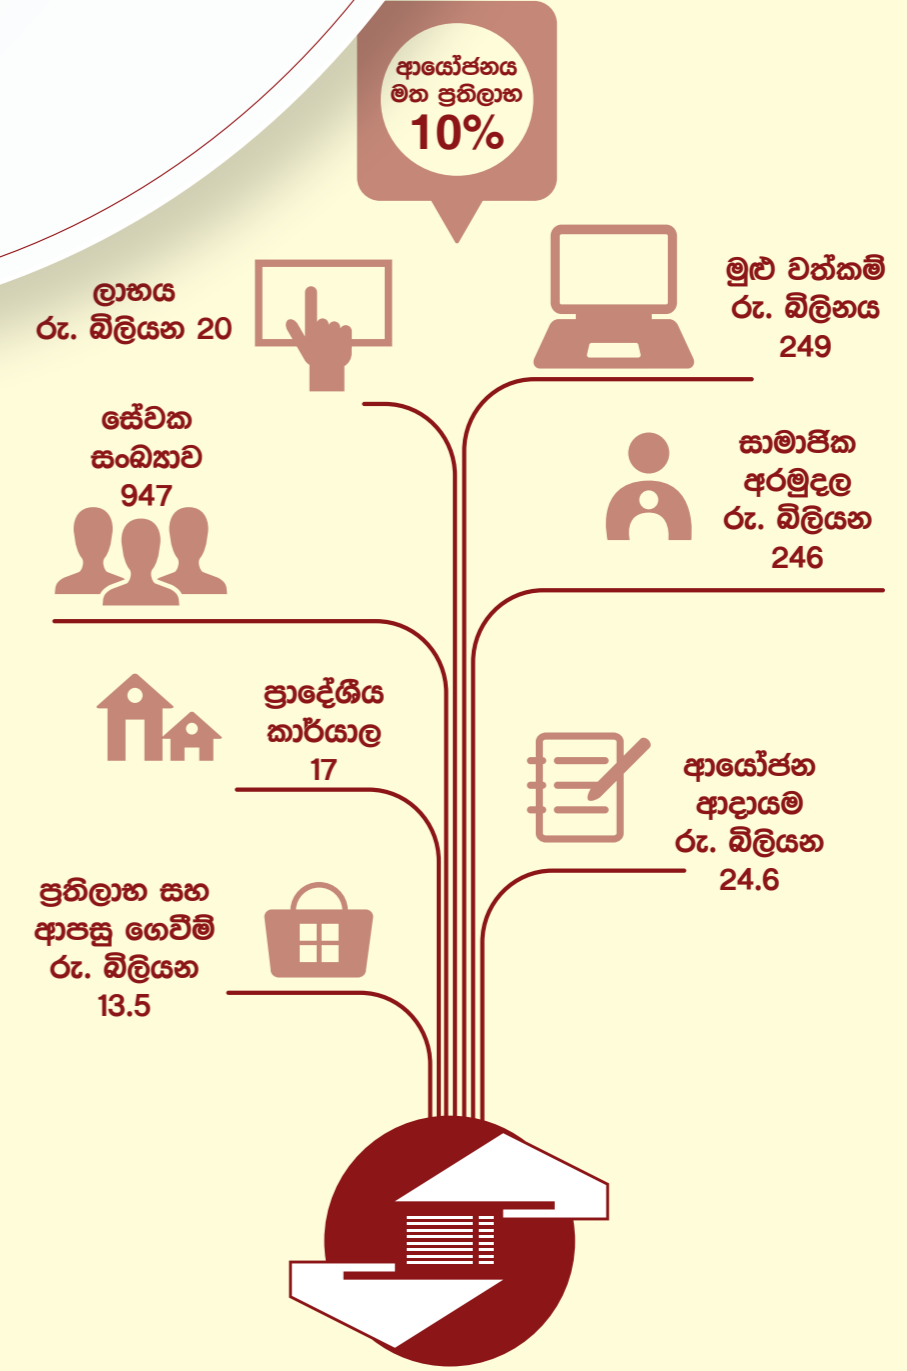 ආයෝජනය
මත ප්‍රතිලාභ
10%
ලාභය
රු. බිලියන 20
මුළු වත්කම්
රු. බිලිනය
249
සේවක
සංඛ්‍යාව
947
සාමාජික
අරමුදල
රු. බිලියන
246
ප්‍රාදේශීය
කාර්යාල
17
ආයෝජන
ආදායම
රු. බිලියන
24.6
ප්‍රතිලාභ සහ
ආපසු ගෙවීම්
රු. බිලියන
13.5